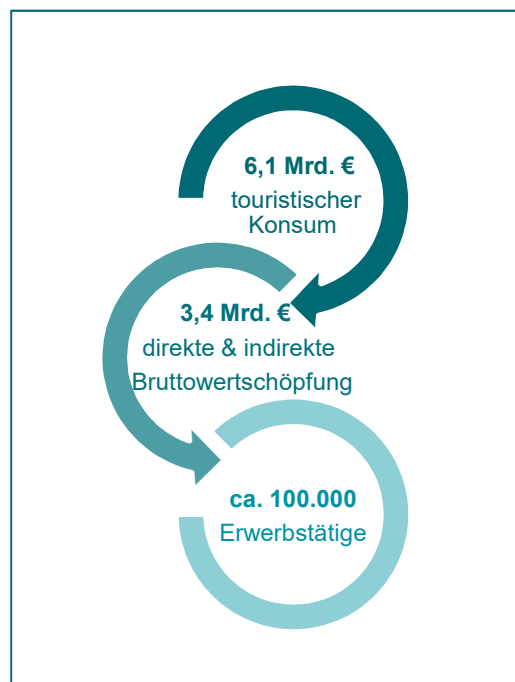 6,1 Mrd. €
touristischer
Konsum
3,4 Mrd. €
direkte & indirekte
Bruttowertschöpfung
ca. 100.000
Erwerbstätige